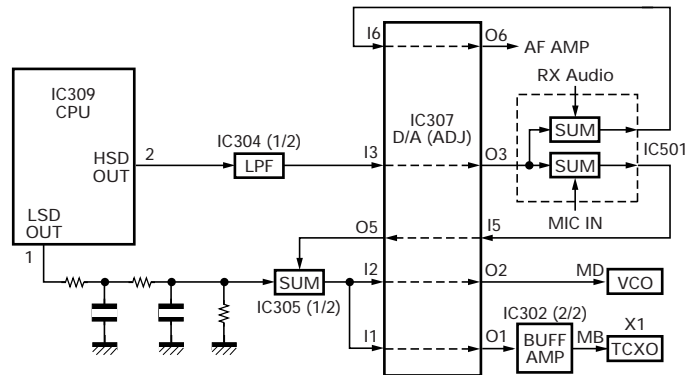 I6
O6
AF AMP
RX Audio
IC309
CPU
IC307
D/A (ADJ)
IC304 (1/2)
SUM
HSD
OUT
2
LPF
I3
O3
SUM
IC501
LSD
OUT
MIC IN
O5
I5
1
I2
O2
MD
SUM
VCO
IC305 (1/2)
IC302 (2/2)
X1
I1
O1
BUFF
AMP
MB
TCXO